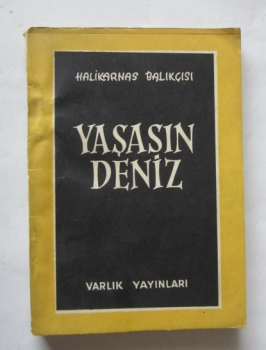 HALİKARNAS BALIKÇISI
YAŞASIN
DENİZ
VARLIK YAYINLARI